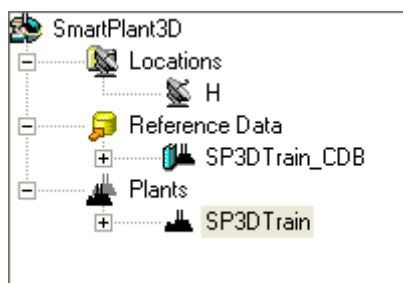 SmartPlant3D
Locations
H
Reference Data
SP3DTrain_CDB
Plants
SP3DTrain